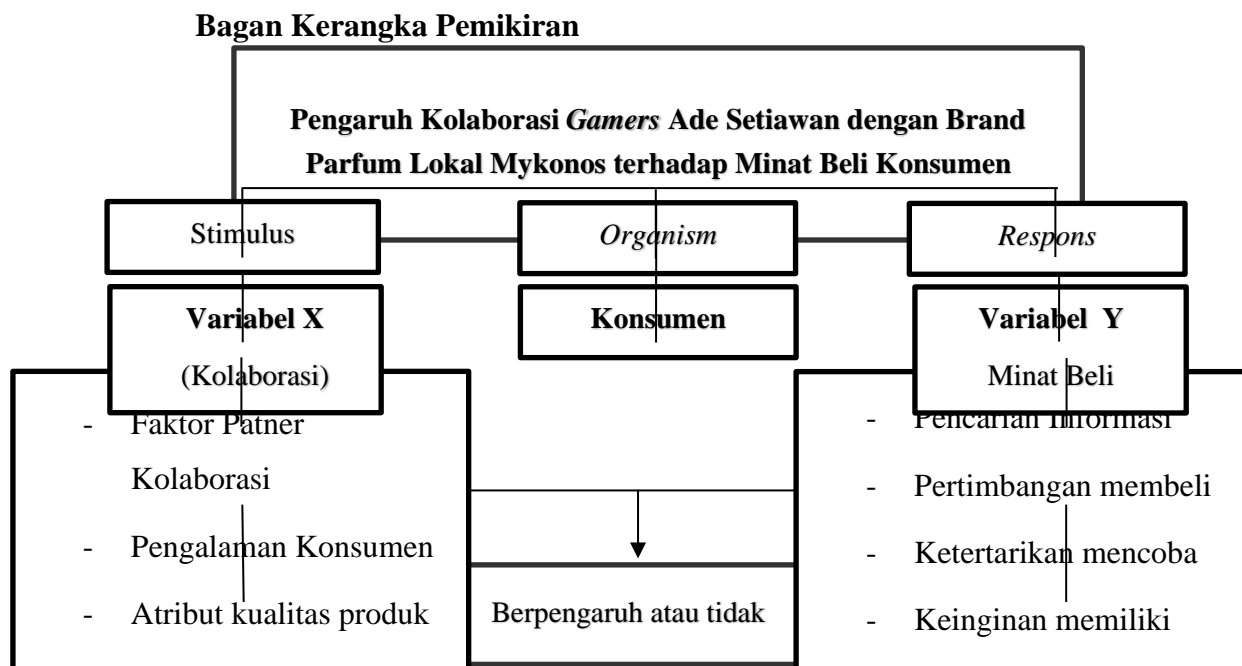 Bagan Kerangka Pemikiran
Pengaruh Kolaborasi Gamers Ade Setiawan dengan Brand
Parfum Lokal Mykonos terhadap Minat Beli Konsumen
Stimulus
Organism
Respons
Variabel X
(Kolaborasi)
Konsumen
Variabel Y
Minat Beli
- Faktor Patner
Kolaborasi
- Pengalaman Konsumen
- Atribut kualitas produk
Berpengaruh atau tidak
- Pencarian Informasi
- Pertimbangan membeli
- Ketertarikan mencoba
- Keinginan memiliki